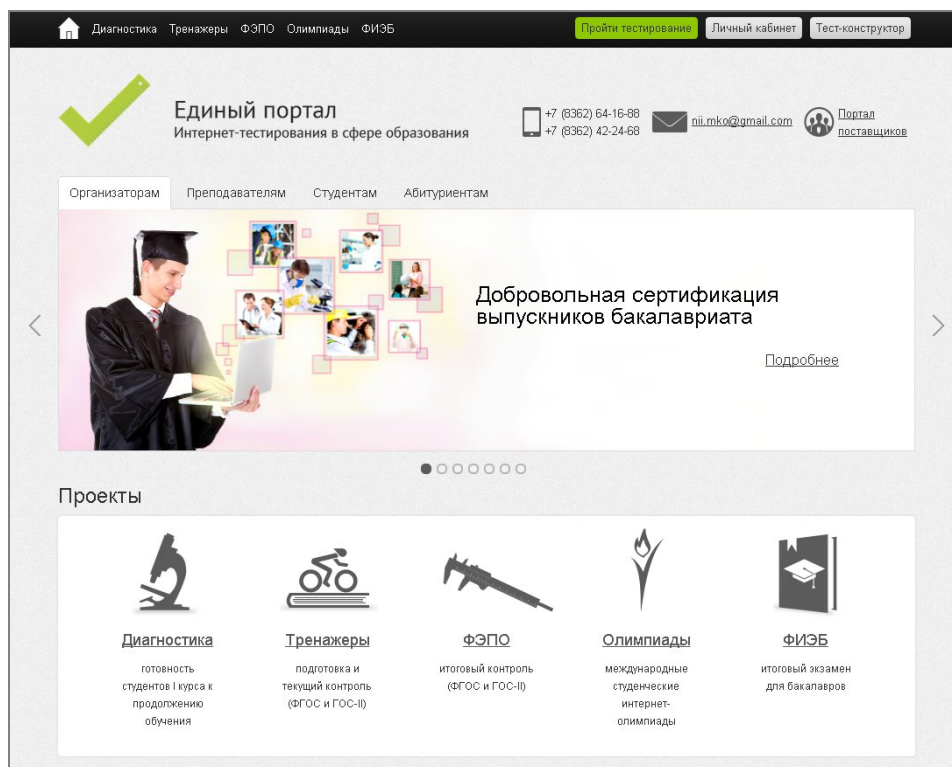 Диагностика Тренажеры ФЭПО Олимпиады ФИЭБ
Пройти тестирование Личный кабинет Тест-конструктор
Единый портал
Интернет-тестирования в сфере образования
+7 (8362) 64-16-88
+7 (8362) 42-24-68
nii.mko@gmail.com
Портал
поставщиков
Организаторам Преподавателям Студентам Абитуриентам
Добровольная сертификация
выпускников бакалавриата
Подробнее
Проекты
Диагностика
готовность
студентов I курса к
продолжению
обучения
Тренажеры
подготовка и
текущий контроль
(ФГОС и ГОС-II)
ФЭПО
итоговый контроль
(ФГОС и ГОС-II)
Олимпиады
международные
студенческие
интернет-
олимпиады
ФИЭБ
итоговый экзамен
для бакалавров